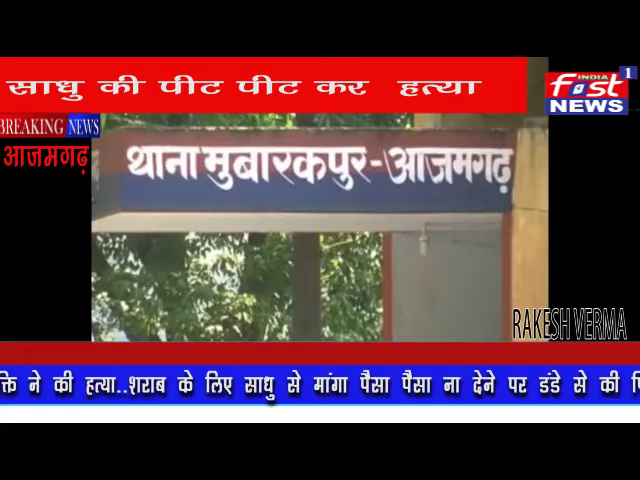 साधु की पीट पीट कर हत्या
INDIA
fast 1
NEWS
BREAKING NEWS
आजमगढ़
थाना मुबारकपुर-आजमगढ़
RAKESH VERMA
ने की हत्या..शराब के लिए साधु से मांगा पैसा पैसा ना देने पर डंडे से की